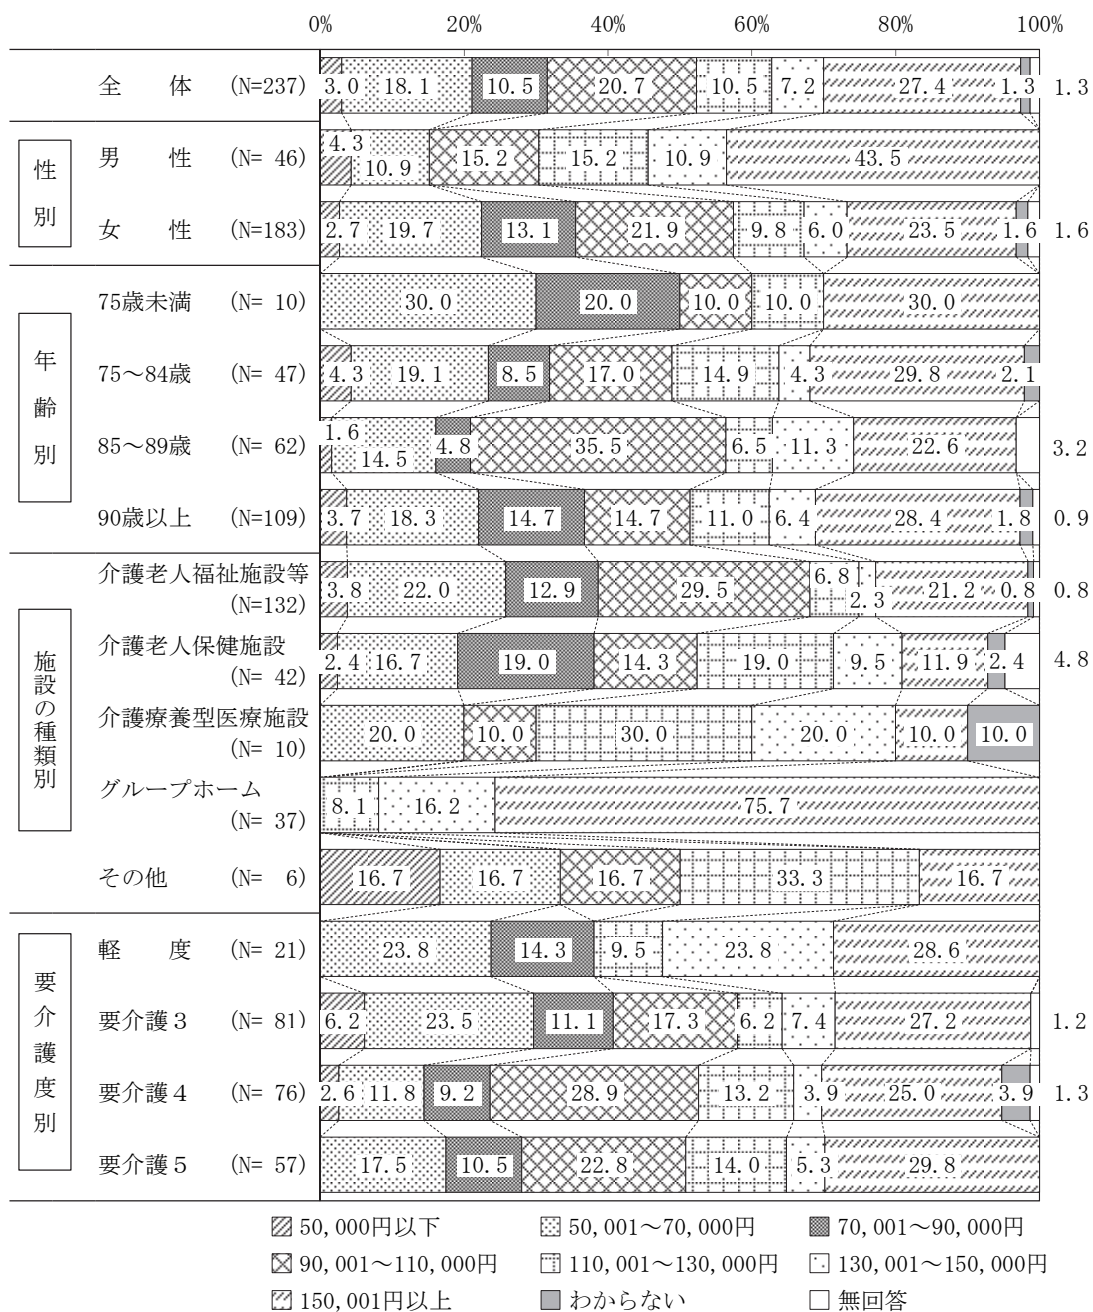 0% 20% 40% 60% 80% 100%
全 体 (N=237) 3.0 18.1 10.5 20.7 10.5 7.2 27.4 1.3 1.3
性別
男 性 (N= 46) 4.3 10.9 15.2 15.2 10.9 43.5
女 性 (N=183) 2.7 19.7 13.1 21.9 9.8 6.0 23.5 1.6 1.6
年齢別
75歳未満 (N= 10) 30.0 20.0 10.0 10.0 30.0
75～84歳 (N= 47) 4.3 19.1 8.5 17.0 14.9 4.3 29.8 2.1
85～89歳 (N= 62) 1.6 14.5 4.8 35.5 6.5 11.3 22.6 3.2
90歳以上 (N=109) 3.7 18.3 14.7 14.7 11.0 6.4 28.4 1.8 0.9
施設の種類別
介護老人福祉施設等
(N=132) 3.8 22.0 12.9 29.5 6.8 2.3 21.2 0.8 0.8
介護老人保健施設
(N= 42) 2.4 16.7 19.0 14.3 19.0 9.5 11.9 2.4 4.8
介護療養型医療施設
(N= 10) 20.0 10.0 30.0 20.0 10.0 10.0
グループホーム
(N= 37) 8.1 16.2 75.7
その他 (N= 6) 16.7 16.7 16.7 33.3 16.7
要介護度別
軽 度 (N= 21) 23.8 14.3 9.5 23.8 28.6
要介護３ (N= 81) 6.2 23.5 11.1 17.3 6.2 7.4 27.2 1.2
要介護４ (N= 76) 2.6 11.8 9.2 28.9 13.2 3.9 25.0 3.9 1.3
要介護５ (N= 57) 17.5 10.5 22.8 14.0 5.3 29.8
50,000円以下 50,001～70,000円 70,001～90,000円
90,001～110,000円 110,001～130,000円 130,001～150,000円
150,001円以上 わからない 無回答